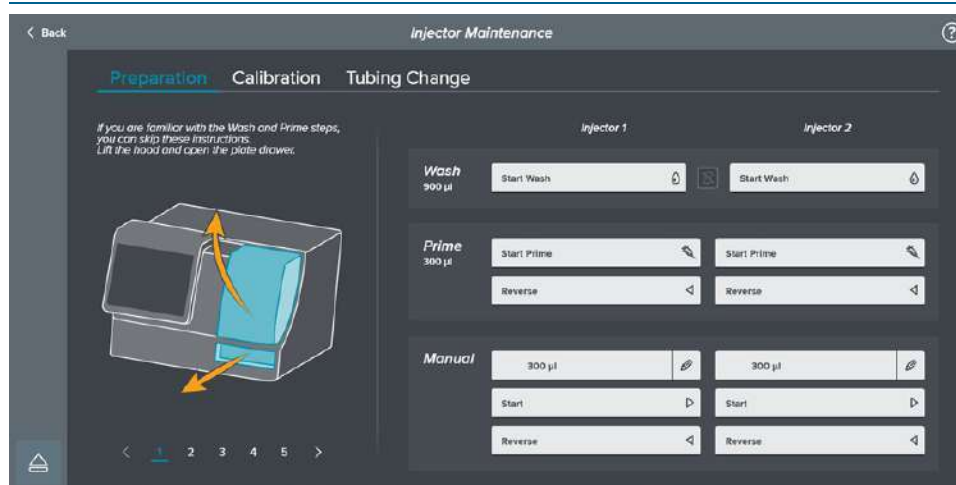 Back
Injector Maintenance
?
Preparation Calibration Tubing Change
If you are familiar with the Wash and Prime steps,
you can skip these instructions.
Lift the hood and open the plate drawer.
Injector 1 Injector 2
Wash
900 µl
Start Wash Start Wash
Prime
300 µl
Start Prime Start Prime
Reverse Reverse
Manual
300 µl 300 µl
Start Start
Reverse Reverse
< 1 2 3 4 5 >